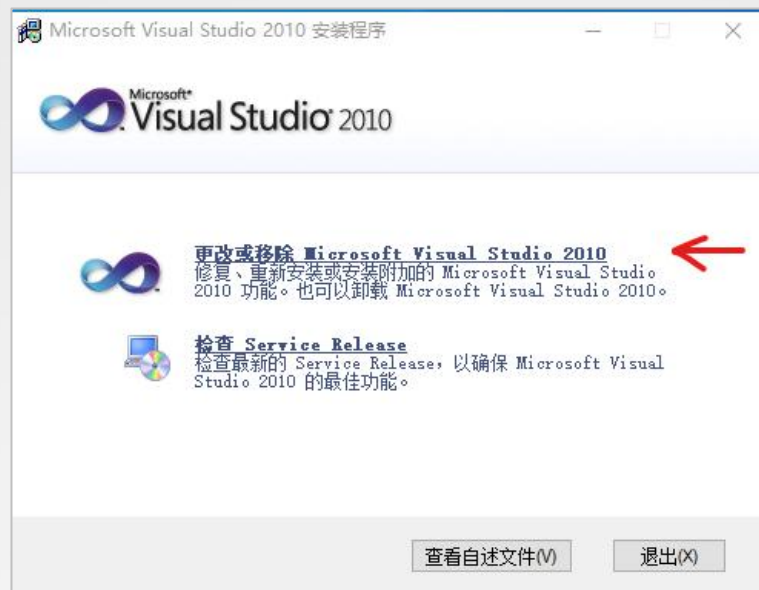 Microsoft Visual Studio 2010 安装程序
Microsoft
Visual Studio 2010
更改或移除 Microsoft Visual Studio 2010
修复、重新安装或安装附加的 Microsoft Visual Studio
2010 功能。也可以卸载 Microsoft Visual Studio 2010。
检查 Service Release
检查最新的 Service Release，以确保 Microsoft Visual
Studio 2010 的最佳功能。
查看自述文件(V) 退出(X)